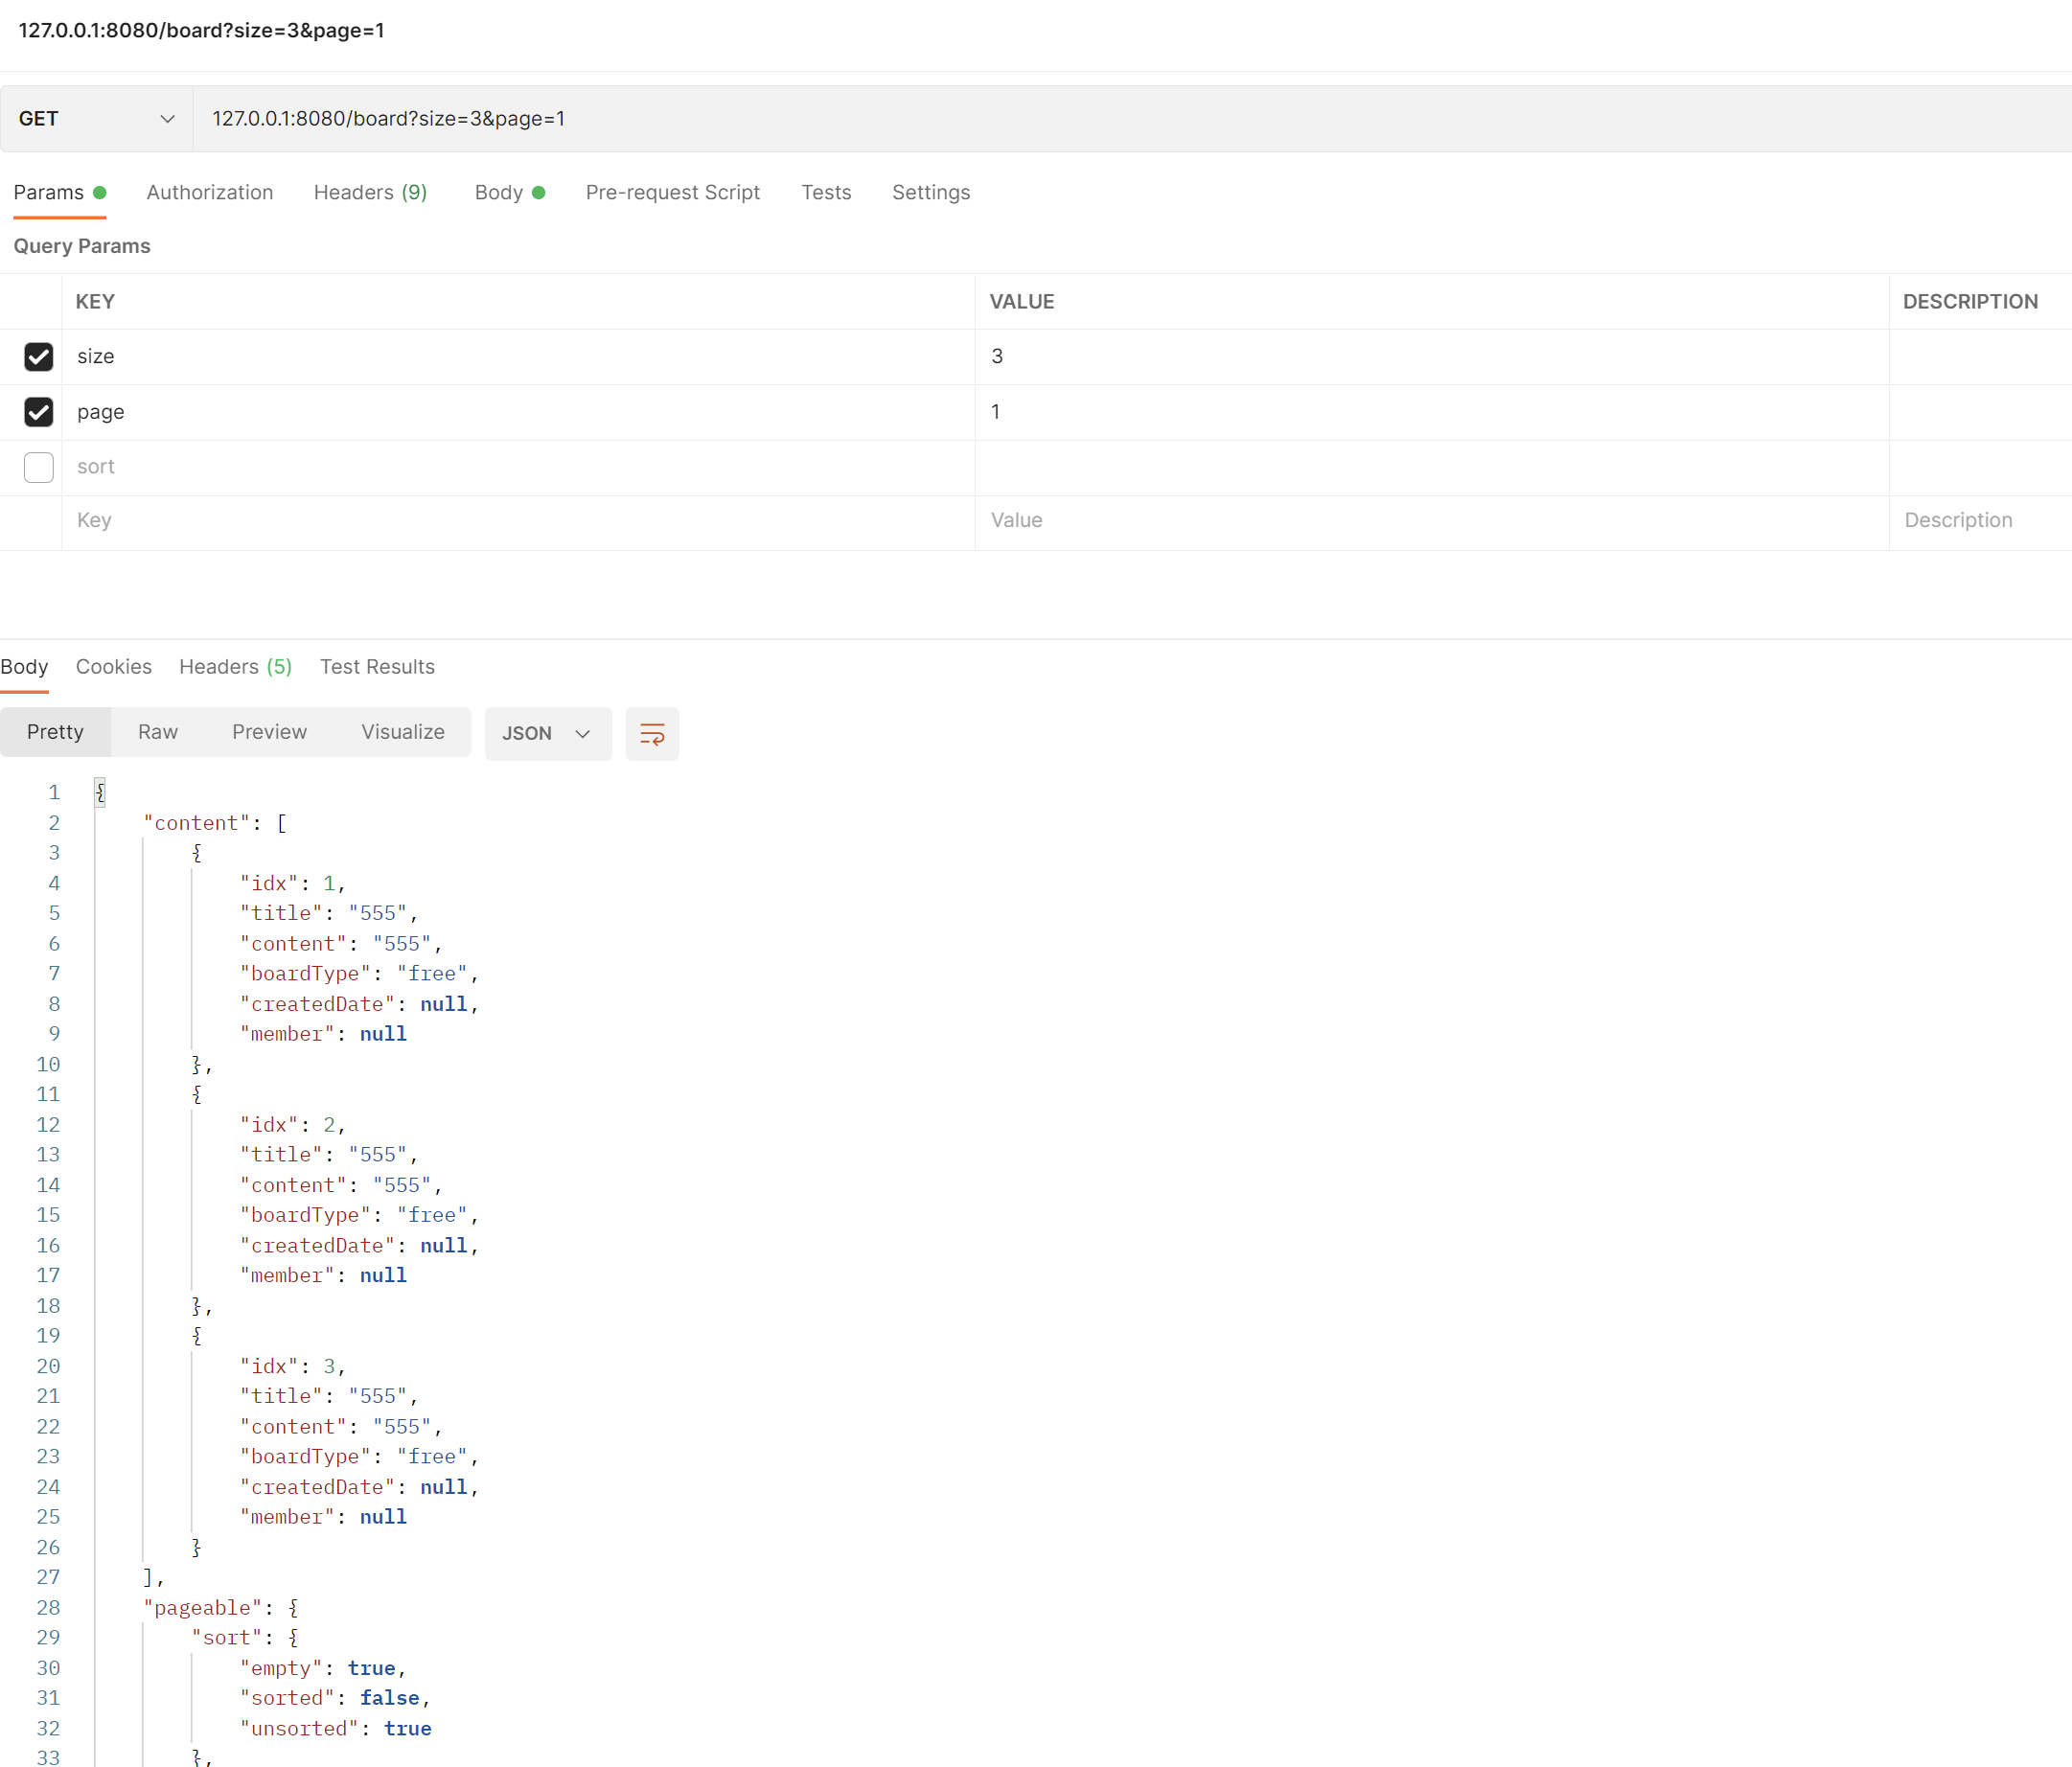 127.0.0.1:8080/board?size=3&page=1
GET 127.0.0.1:8080/board?size=3&page=1
Params Authorization Headers (9) Body Pre-request Script Tests Settings
Query Params
KEY VALUE DESCRIPTION
size 3
page 1
sort
Key Value Description
Body Cookies Headers (5) Test Results
Pretty Raw Preview Visualize JSON
1 {
2 "content": [
3 {
4 "idx": 1,
5 "title": "555",
6 "content": "555",
7 "boardType": "free",
8 "createdDate": null,
9 "member": null
10 },
11 {
12 "idx": 2,
13 "title": "555",
14 "content": "555",
15 "boardType": "free",
16 "createdDate": null,
17 "member": null
18 },
19 {
20 "idx": 3,
21 "title": "555",
22 "content": "555",
23 "boardType": "free",
24 "createdDate": null,
25 "member": null
26 }
27 ],
28 "pageable": {
29 "sort": {
30 "empty": true,
31 "sorted": false,
32 "unsorted": true
33 },